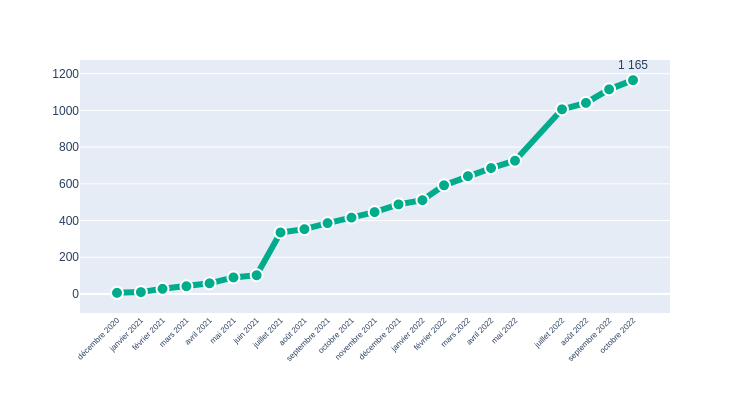 1 165
1200
1000
800
600
400
200
0
décembre 2020
janvier 2021
février 2021
mars 2021
avril 2021
mai 2021
juin 2021
juillet 2021
août 2021
septembre 2021
octobre 2021
novembre 2021
décembre 2021
janvier 2022
février 2022
mars 2022
avril 2022
mai 2022
juillet 2022
août 2022
septembre 2022
octobre 2022